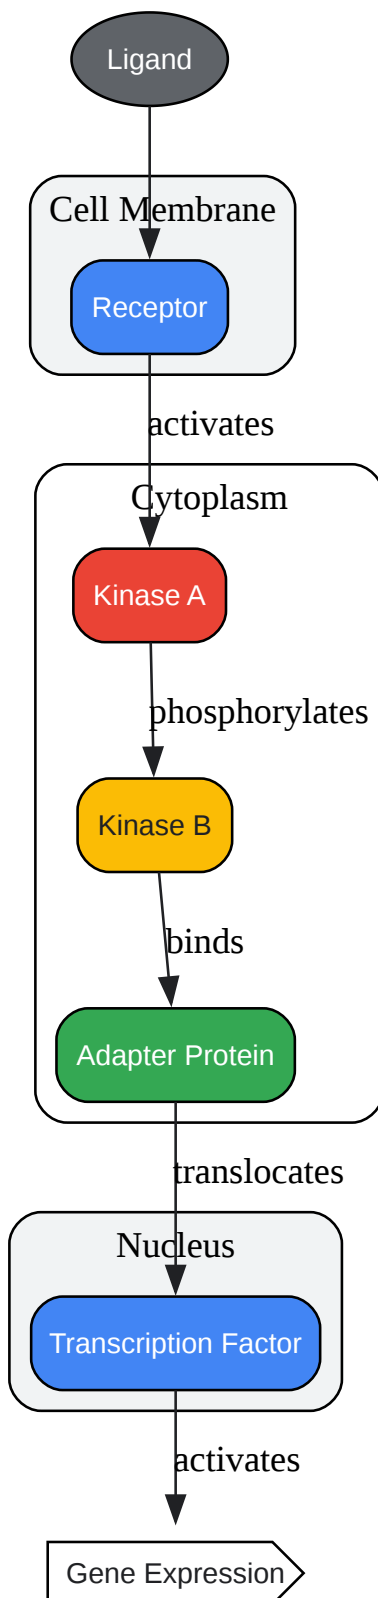 Ligand
Cell Membrane
Receptor
activates
Cytoplasm
Kinase A
phosphorylates
Kinase B
binds
Adapter Protein
translocates
Nucleus
Transcription Factor
activates
Gene Expression